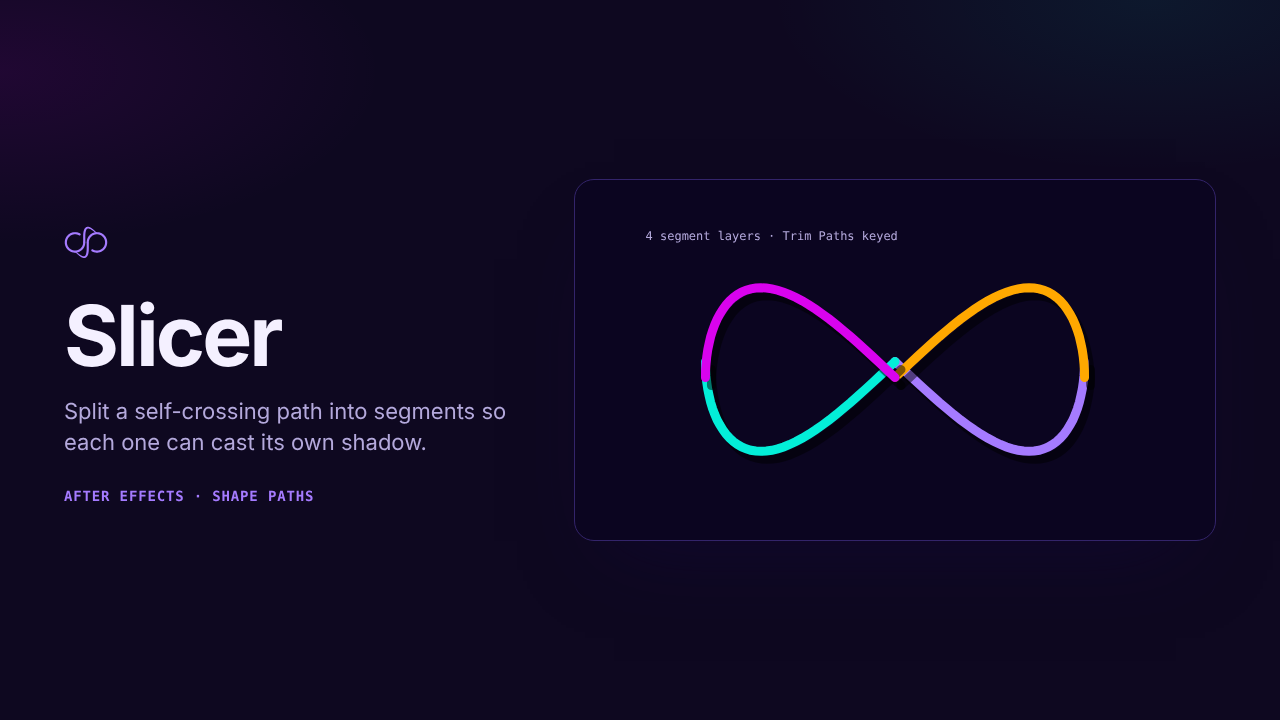 Slicer
Split a self-crossing path into segments so
each one can cast its own shadow.
AFTER EFFECTS · SHAPE PATHS
4 segment layers · Trim Paths keyed